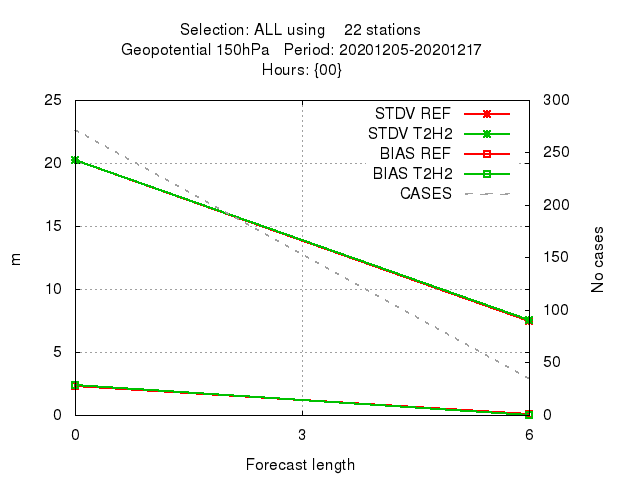 Selection: ALL using    22 stations
Geopotential 150hPa   Period: 20201205-20201217
Hours: {00}
25 300
STDV REF
STDV T2H2
BIAS REF
BIAS T2H2
CASES
20
15
10
5
0
250
200
150
100
50
0
m
No cases
0 3 6
Forecast length